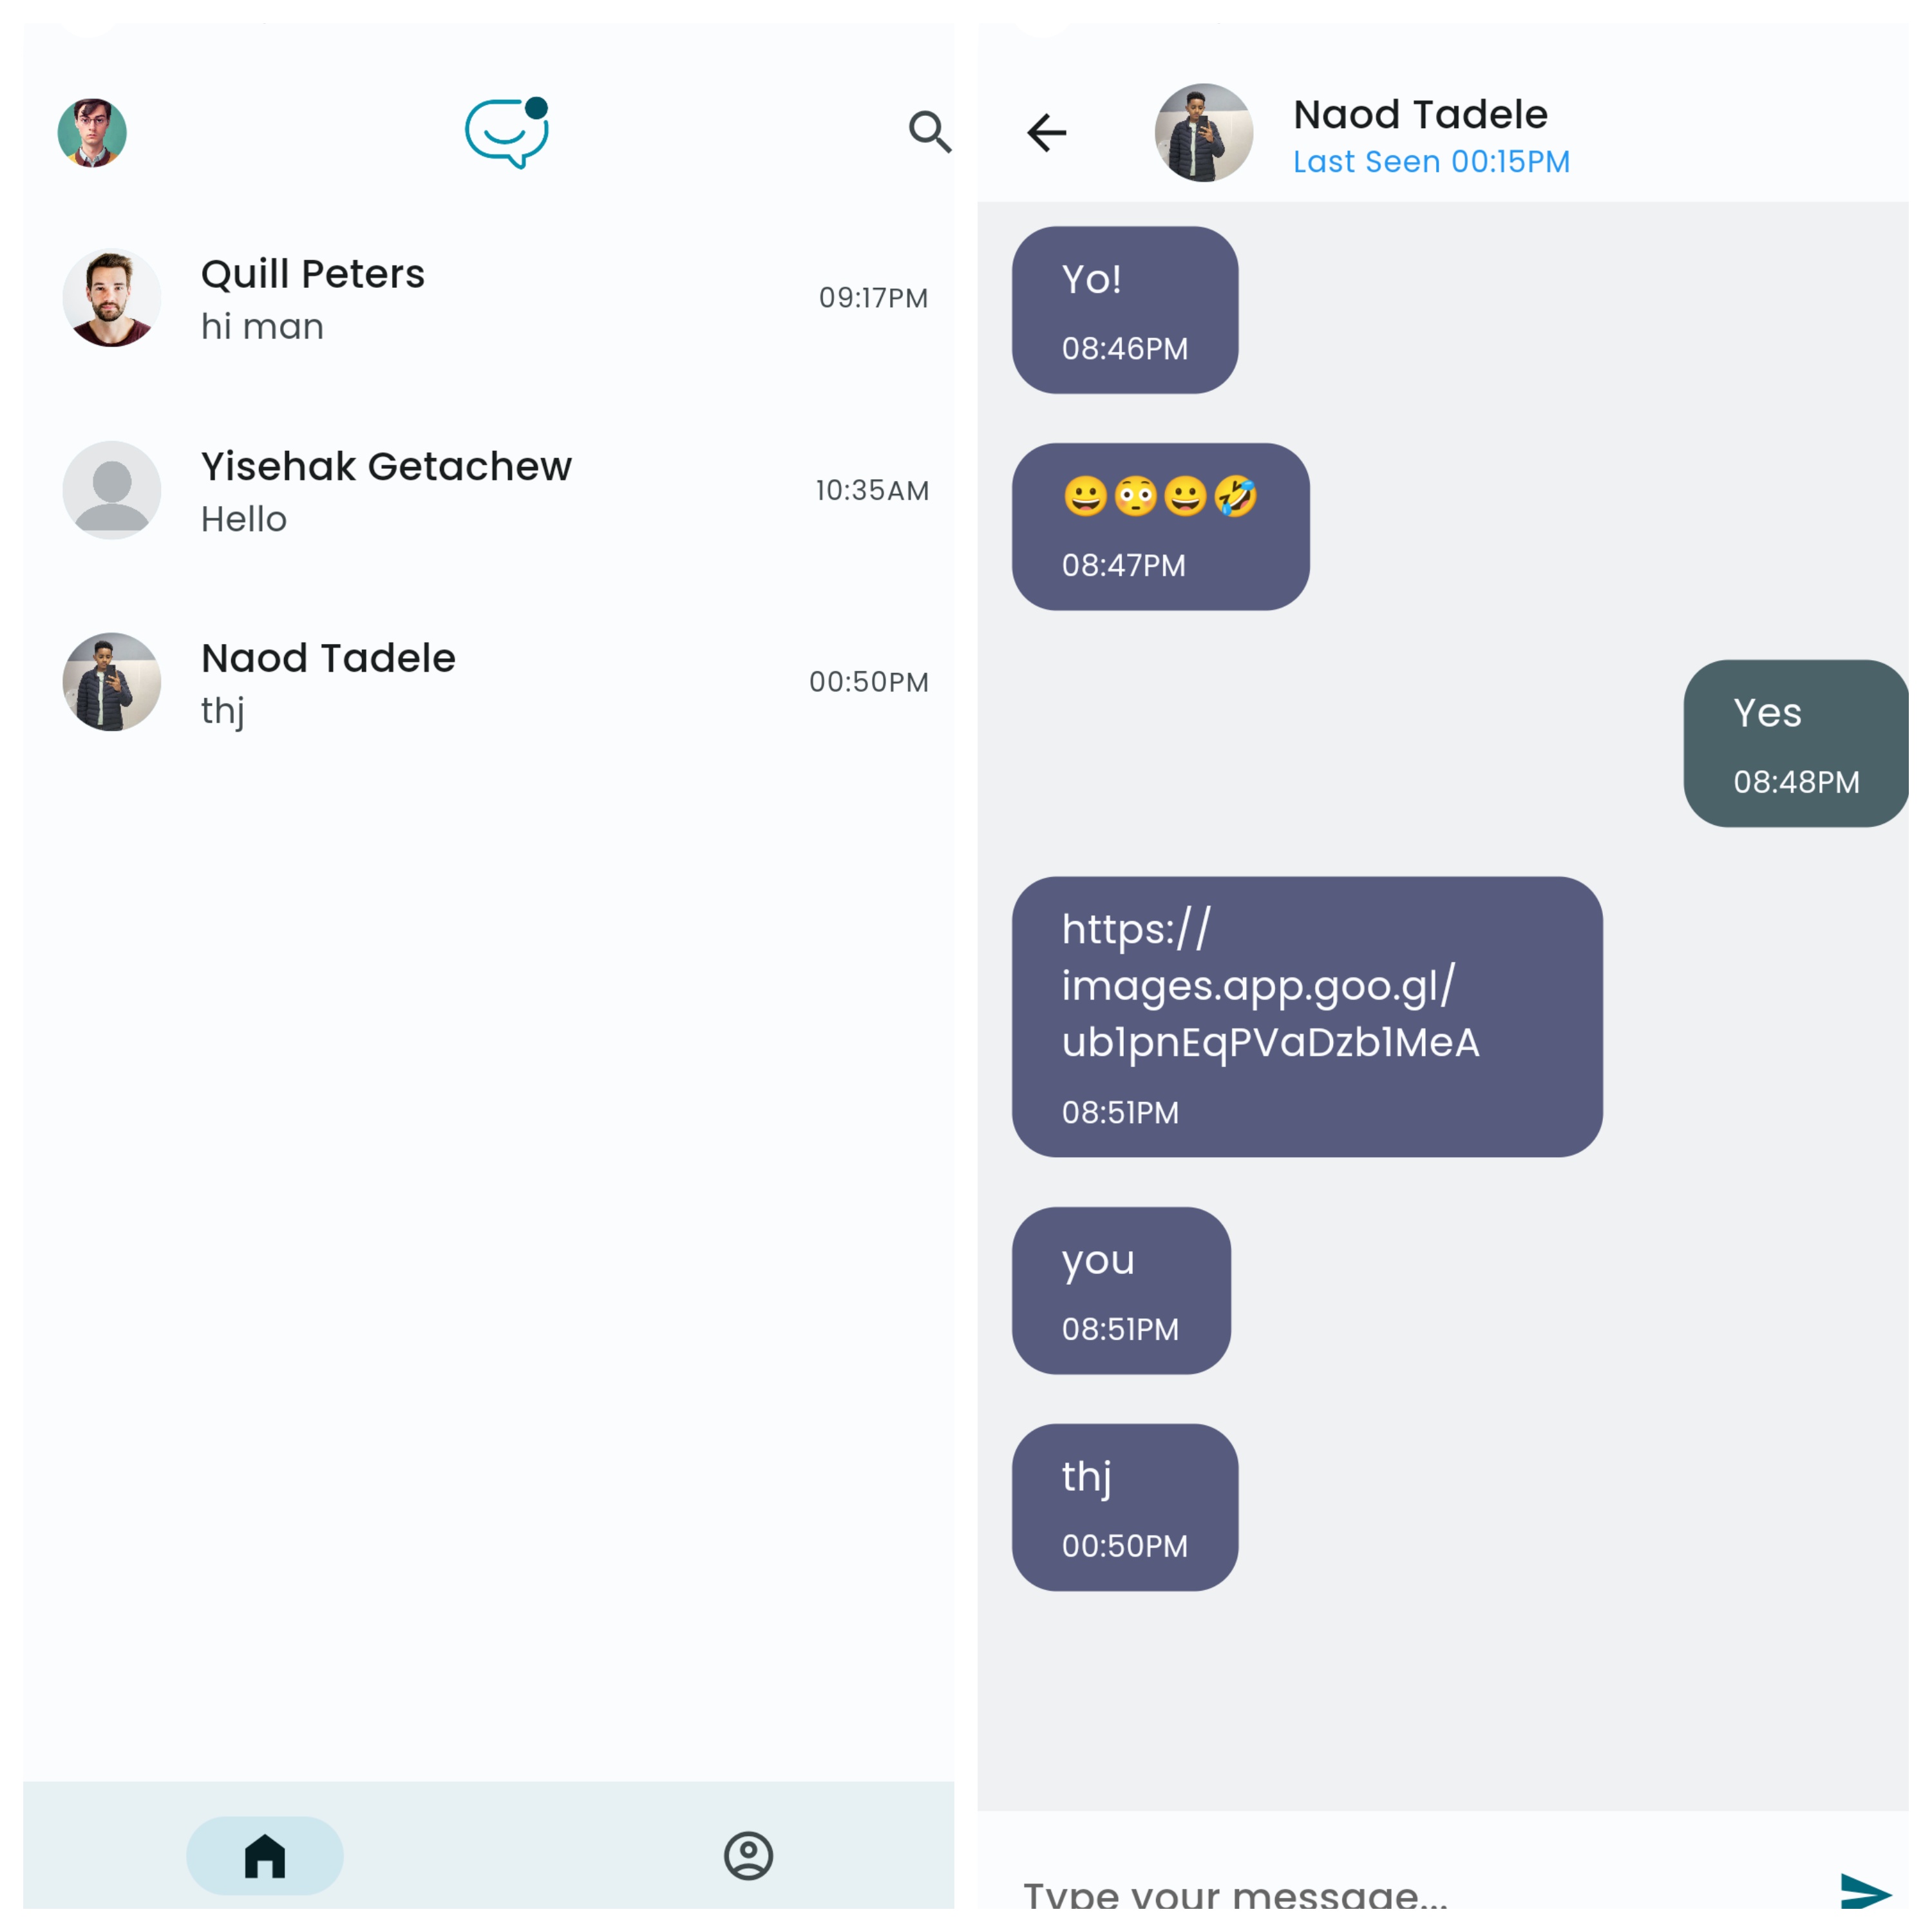 Quill Peters
hi man
09:17PM
Yisehak Getachew
Hello
10:35AM
Naod Tadele
thj
00:50PM
Naod Tadele
Last Seen 00:15PM
Yo!
08:46PM
😀😳😀🤣
08:47PM
Yes
08:48PM
https://
images.app.goo.gl/
ub1pnEqPVaDzb1MeA
08:51PM
you
08:51PM
thj
00:50PM
Type your message...